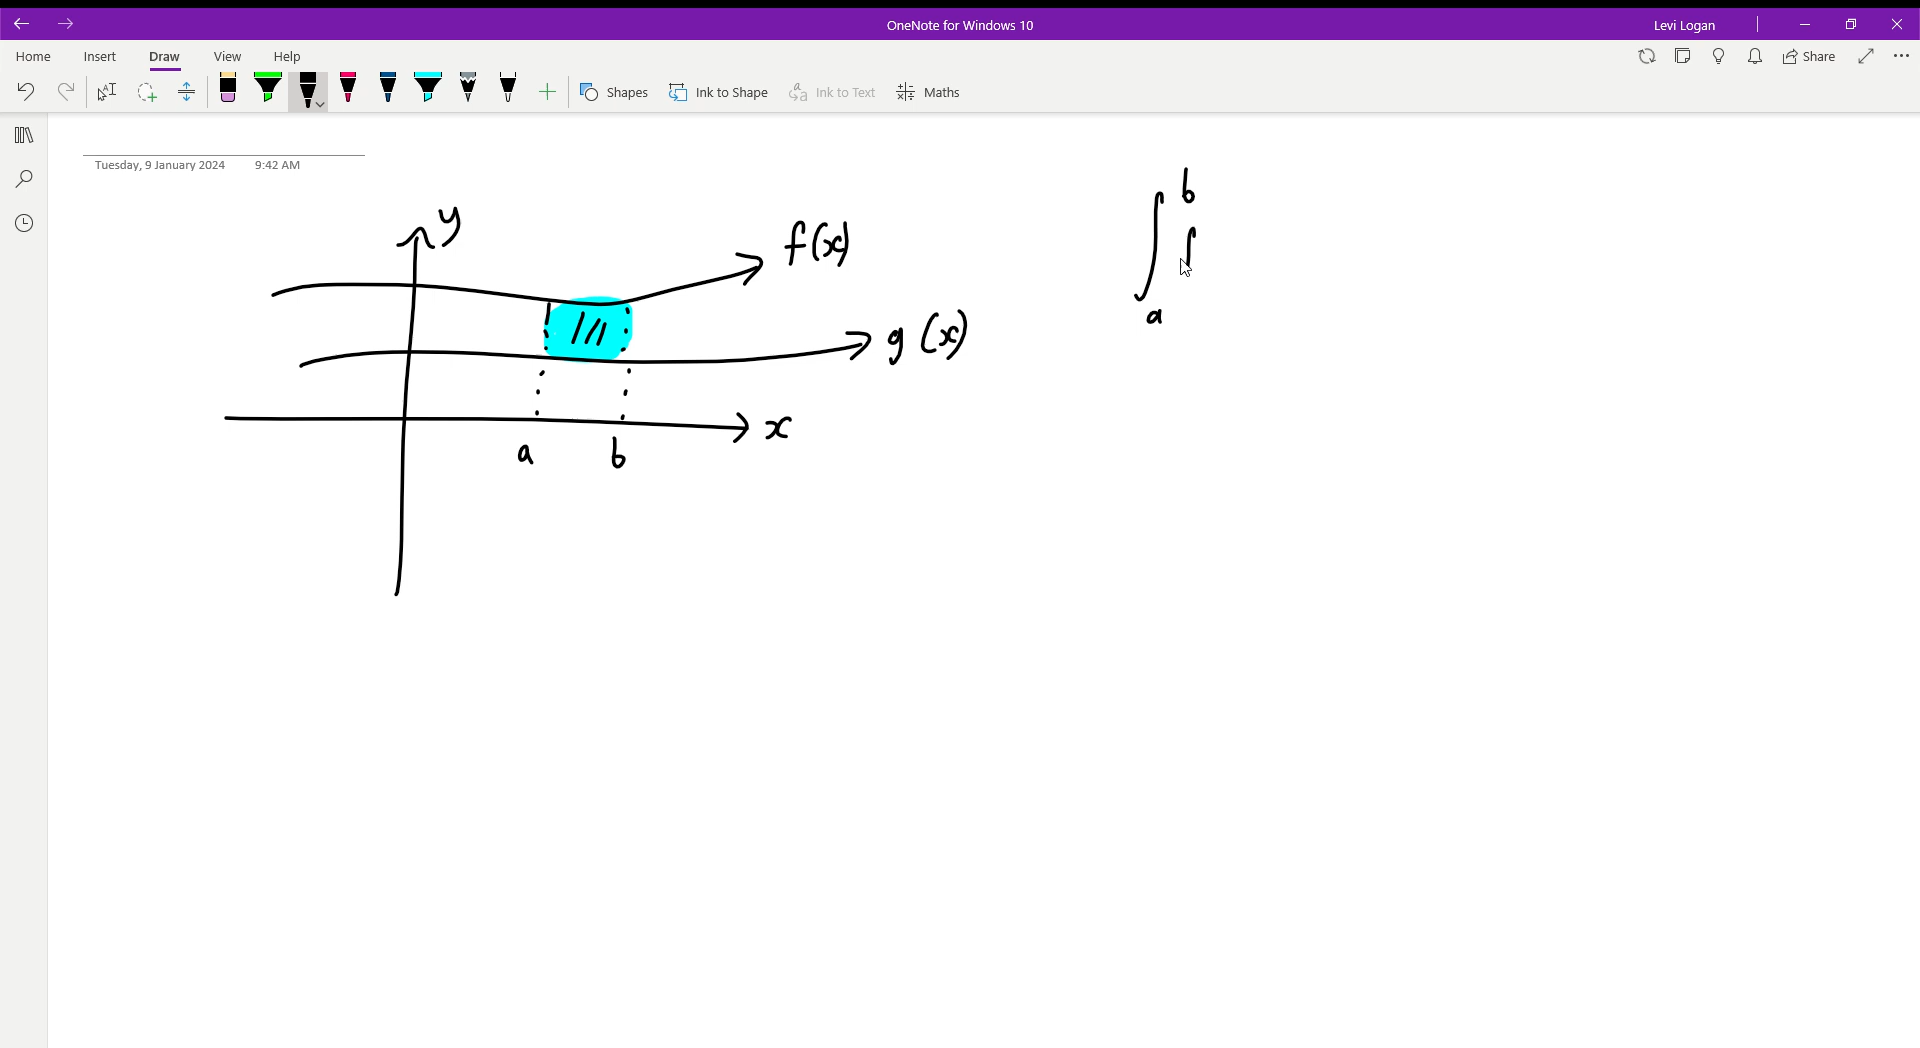 OneNote for Windows 10
Levi Logan
Home Insert Draw View Help
Share
Shapes Ink to Shape Ink to Text Maths
Tuesday, 9 January 2024 9:42 AM
y
f(x)
g(x)
x
a b
∫
b
a